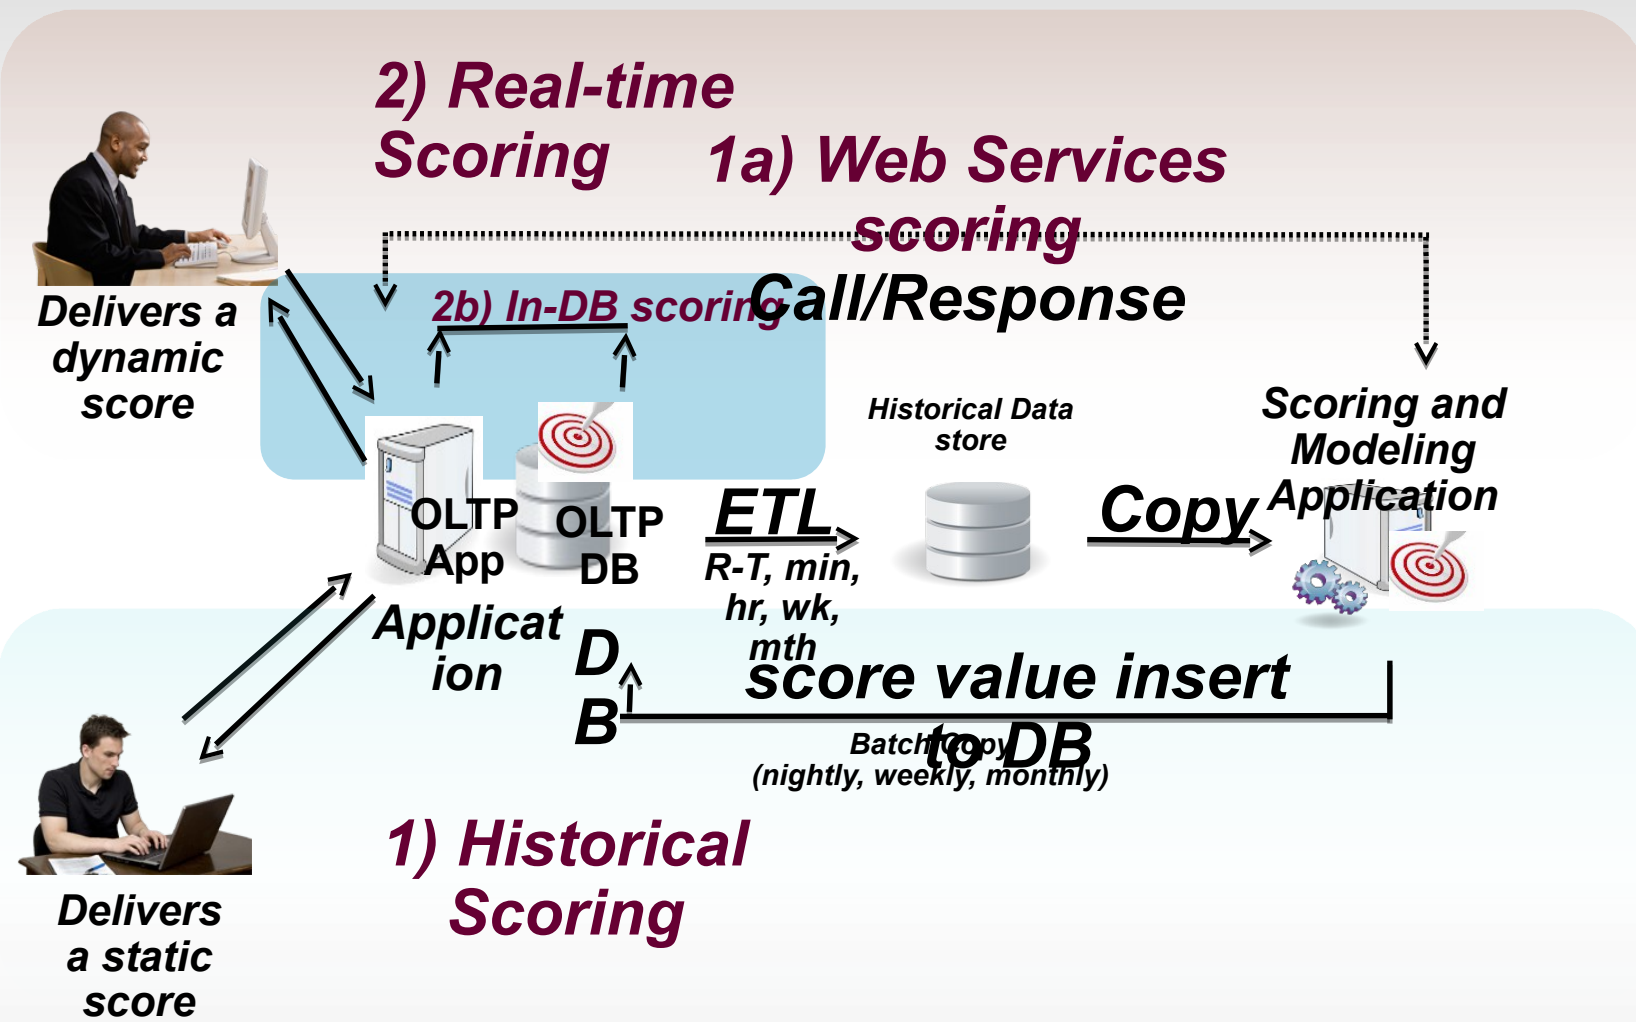 2) Real-time
Scoring
1a) Web Services
scoring
Call/Response
Delivers a
dynamic
score
2b) In-DB scoring
Historical Data
store
Scoring and
Modeling
Application
OLTP
App
OLTP
DB
ETL
R-T, min,
hr, wk,
mth
Copy
Applicat
ion
D
B
score value insert
to DB
Batch Copy
(nightly, weekly, monthly)
1) Historical
Scoring
Delivers
a static
score